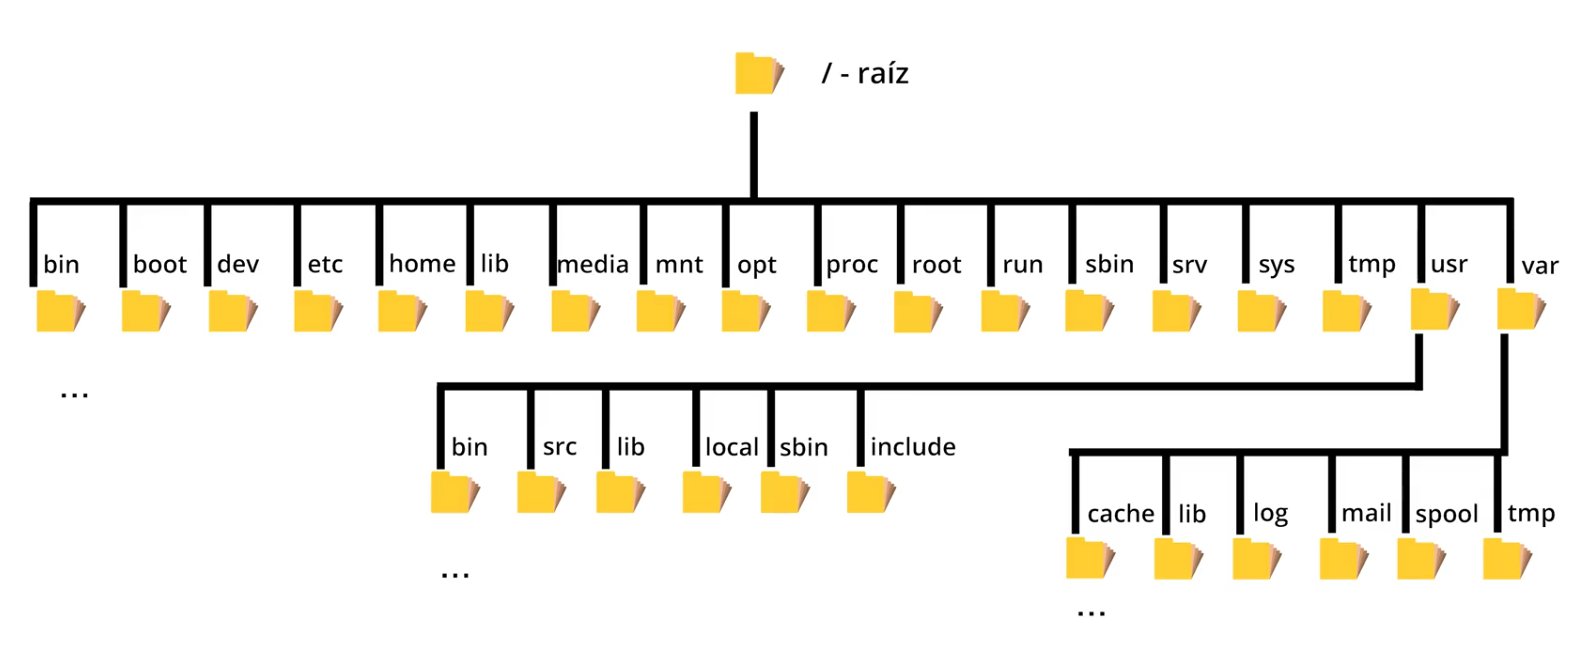 / - raíz
bin boot dev etc home lib media mnt opt proc root run sbin srv sys tmp usr var
...
bin src lib local sbin include
cache lib log mail spool tmp
...
...